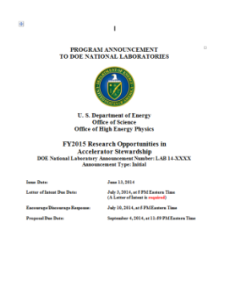 PROGRAM ANNOUNCEMENT
TO DOE NATIONAL LABORATORIES
U. S. Department of Energy
Office of Science
Office of High Energy Physics
FY2015 Research Opportunities in
Accelerator Stewardship
DOE National Laboratory Announcement Number: LAB 14-XXXX
Announcement Type: Initial
Issue Date: June 13, 2014
Letter of Intent Due Date: July 3, 2014, at 5 PM Eastern Time
(A Letter of Intent is required)
Encourage/Discourage Response: July 10, 2014, at 5 PM Eastern Time
Proposal Due Date: September 4, 2014, at 11:59 PM Eastern Time